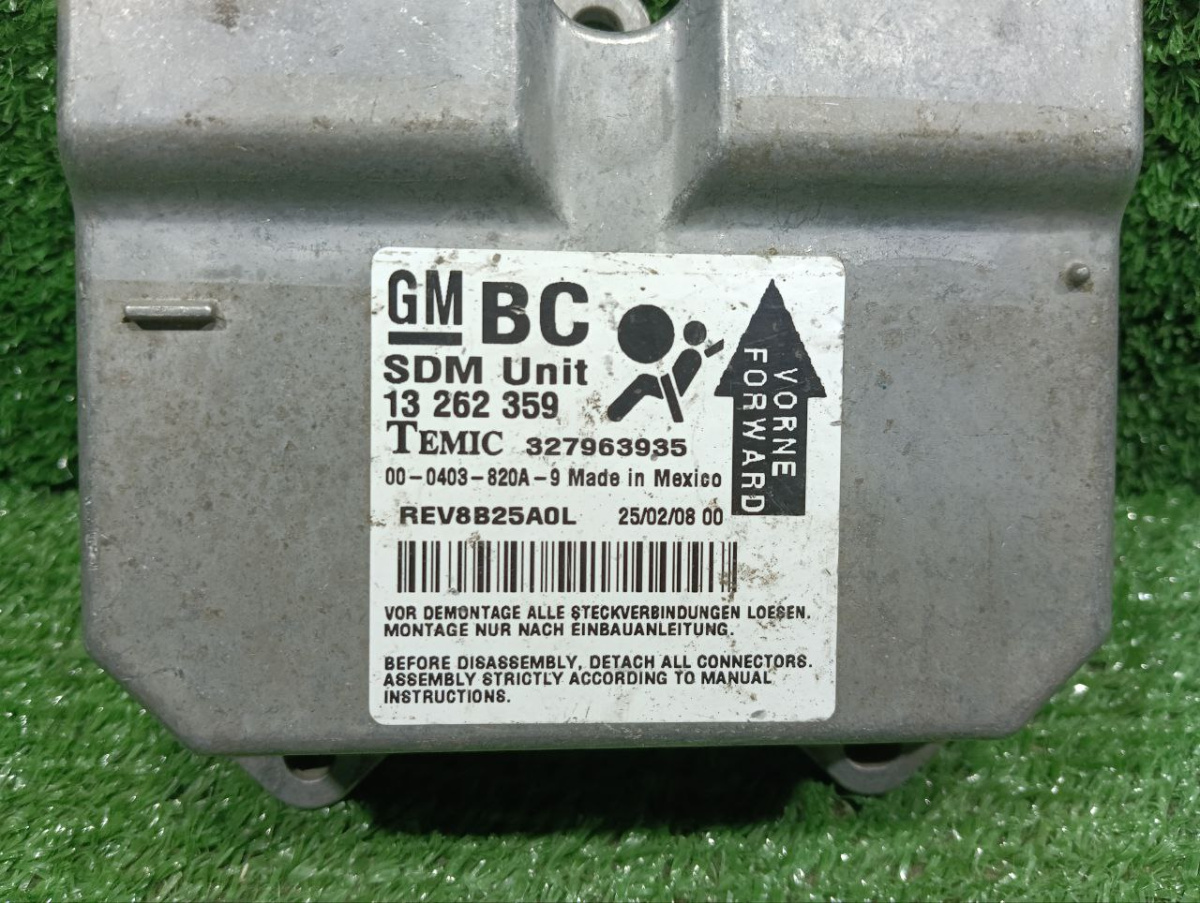 GM BC
SDM Unit
13 262 359
TEMIC 327963935
00-0403-820A-9 Made in Mexico
REV8B25A0L 25/02/08 00
VORNE
FORWARD
VOR DEMONTAGE ALLE STECKVERBINDUNGEN LOESEN.
MONTAGE NUR NACH EINBAUANLEITUNG.
BEFORE DISASSEMBLY, DETACH ALL CONNECTORS.
ASSEMBLY STRICTLY ACCORDING TO MANUAL
INSTRUCTIONS.